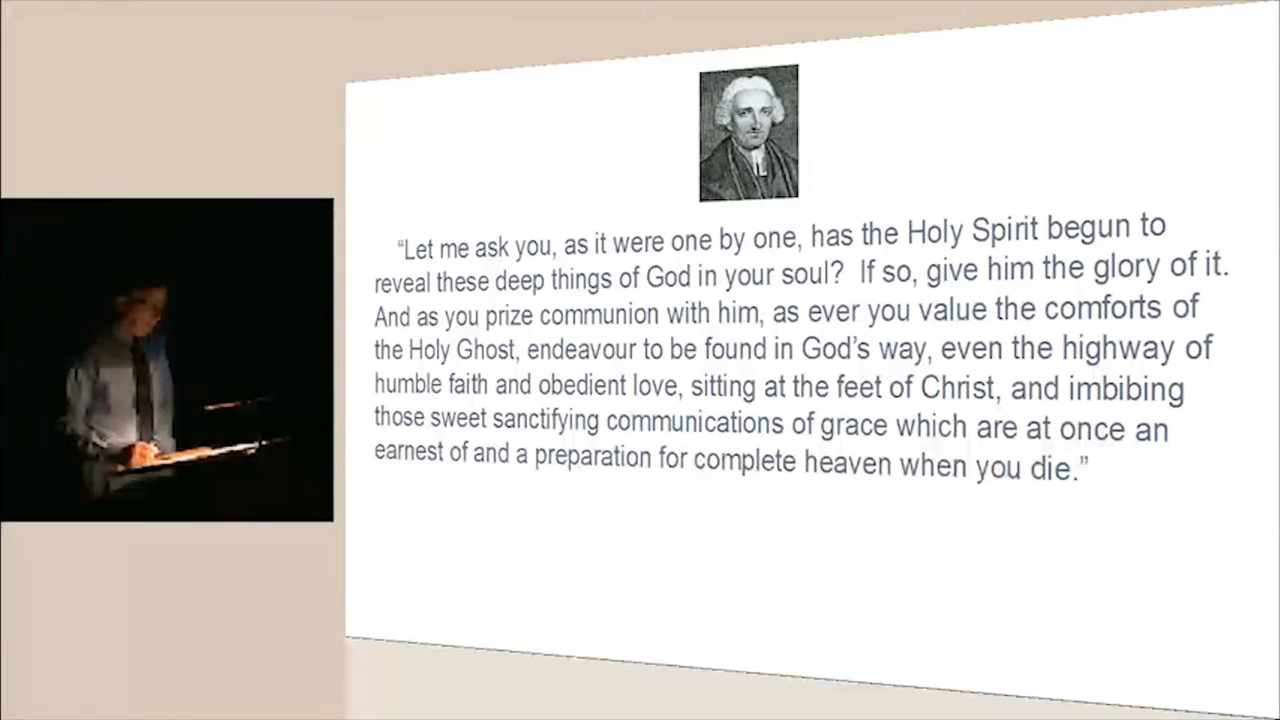 “Let me ask you, as it were one by one, has the Holy Spirit begun to
reveal these deep things of God in your soul?  If so, give him the glory of it.
And as you prize communion with him, as ever you value the comforts of
the Holy Ghost, endeavour to be found in God’s way, even the highway of
humble faith and obedient love, sitting at the feet of Christ, and imbibing
those sweet sanctifying communications of grace which are at once an
earnest of and a preparation for complete heaven when you die.”